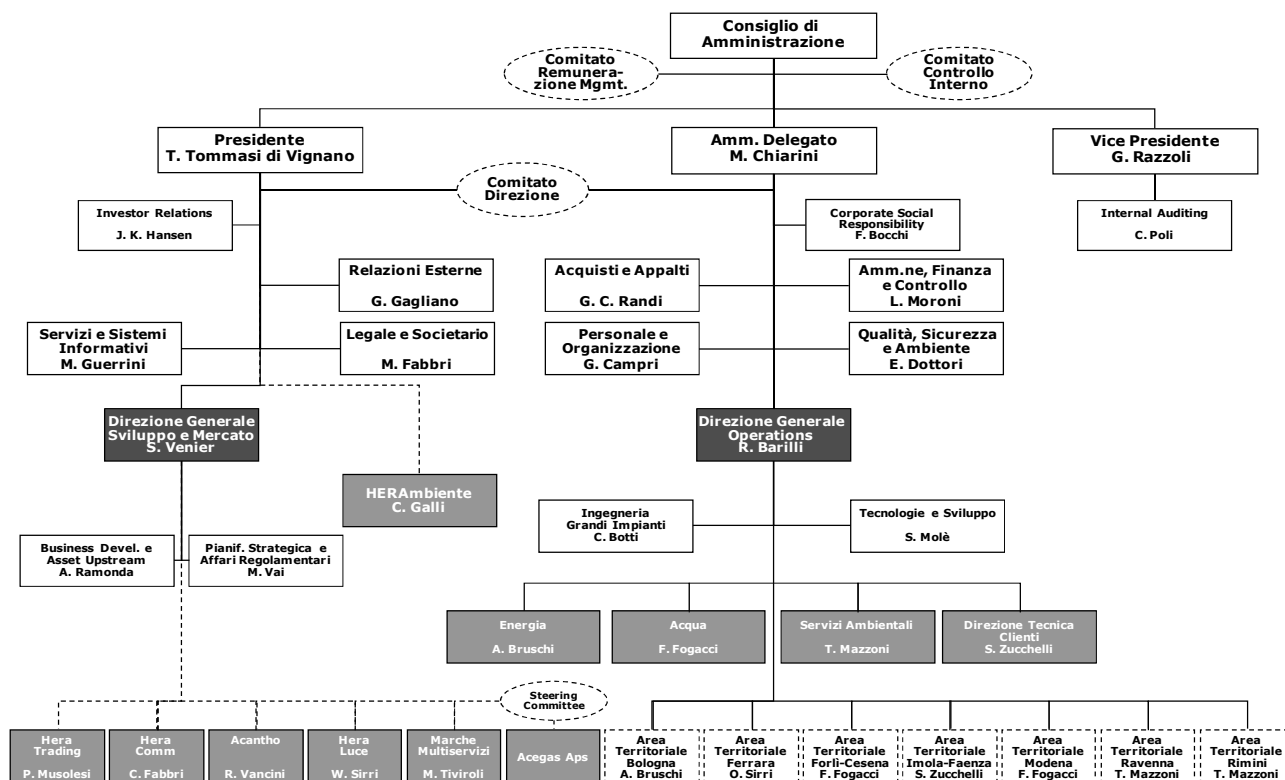 Consiglio di
Amministrazione
Comitato
Remunera-
zione Mgmt.
Comitato
Controllo
Interno
Presidente
T. Tommasi di Vignano
Amm. Delegato
M. Chiarini
Vice Presidente
G. Razzoli
Comitato
Direzione
Investor Relations
J. K. Hansen
Corporate Social
Responsibility
F. Bocchi
Internal Auditing
C. Poli
Relazioni Esterne
G. Gagliano
Acquisti e Appalti
G. C. Randi
Amm.ne, Finanza
e Controllo
L. Moroni
Servizi e Sistemi
Informativi
M. Guerrini
Legale e Societario
M. Fabbri
Personale e
Organizzazione
G. Campri
Qualità, Sicurezza
e Ambiente
E. Dottori
Direzione Generale
Sviluppo e Mercato
S. Venier
Direzione Generale
Operations
R. Barilli
HERAmbiente
C. Galli
Ingegneria
Grandi Impianti
C. Botti
Tecnologie e Sviluppo
S. Molè
Business Devel. e
Asset Upstream
A. Ramonda
Pianif. Strategica e
Affari Regolamentari
M. Vai
Energia
A. Bruschi
Acqua
F. Fogacci
Servizi Ambientali
T. Mazzoni
Direzione Tecnica
Clienti
S. Zucchelli
Steering
Committee
Hera
Trading
P. Musolesi
Hera
Comm
C. Fabbri
Acantho
R. Vancini
Hera
Luce
W. Sirri
Marche
Multiservizi
M. Tiviroli
Acegas Aps
Area
Territoriale
Bologna
A. Bruschi
Area
Territoriale
Ferrara
O. Sirri
Area
Territoriale
Forlì-Cesena
F. Fogacci
Area
Territoriale
Imola-Faenza
S. Zucchelli
Area
Territoriale
Modena
F. Fogacci
Area
Territoriale
Ravenna
T. Mazzoni
Area
Territoriale
Rimini
T. Mazzoni